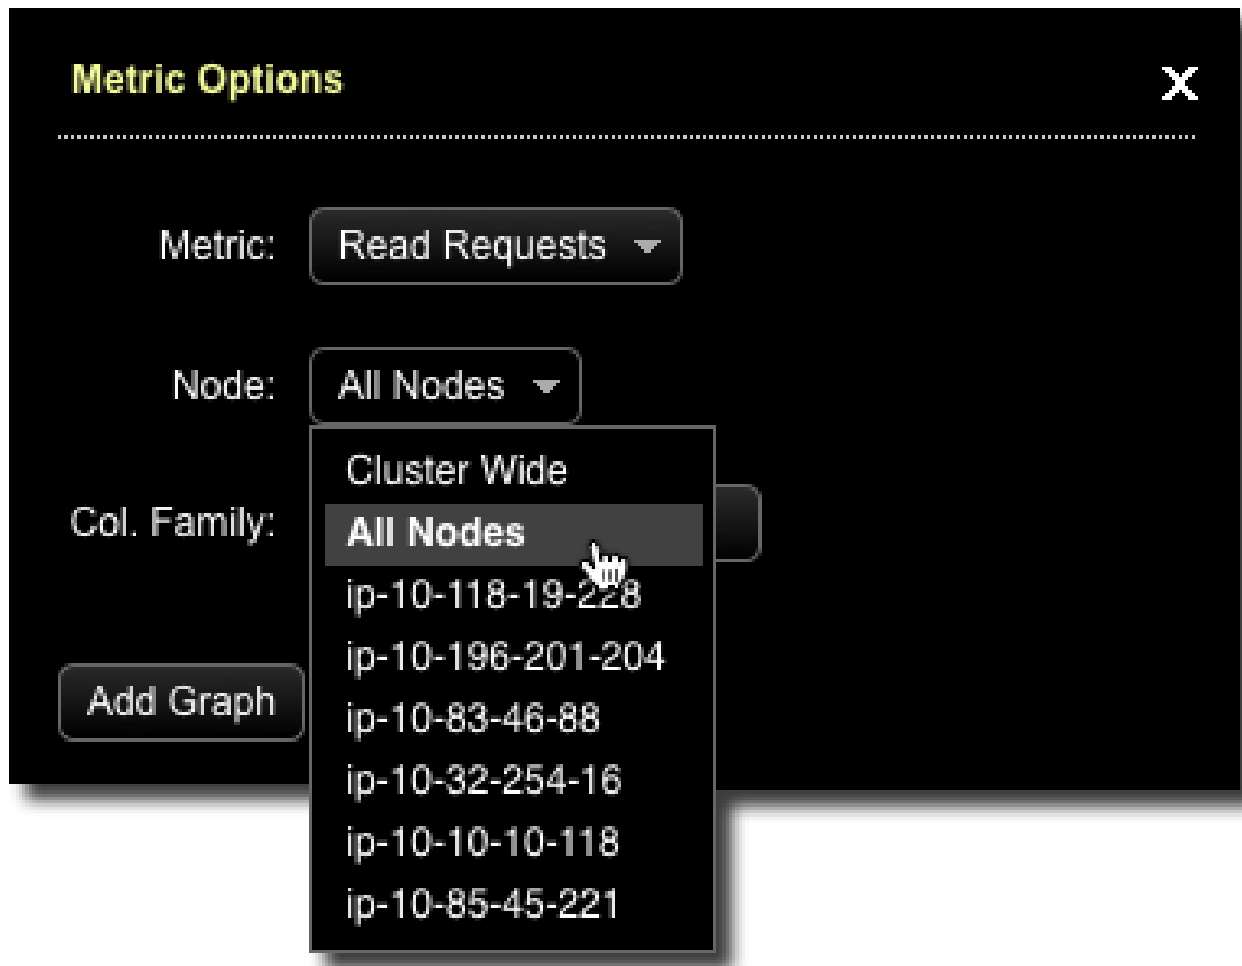 Metric Options X
Metric: Read Requests
Node: All Nodes
Cluster Wide
Col. Family:
All Nodes
ip-10-118-19-228
ip-10-196-201-204
Add Graph
ip-10-83-46-88
ip-10-32-254-16
ip-10-10-10-118
ip-10-85-45-221